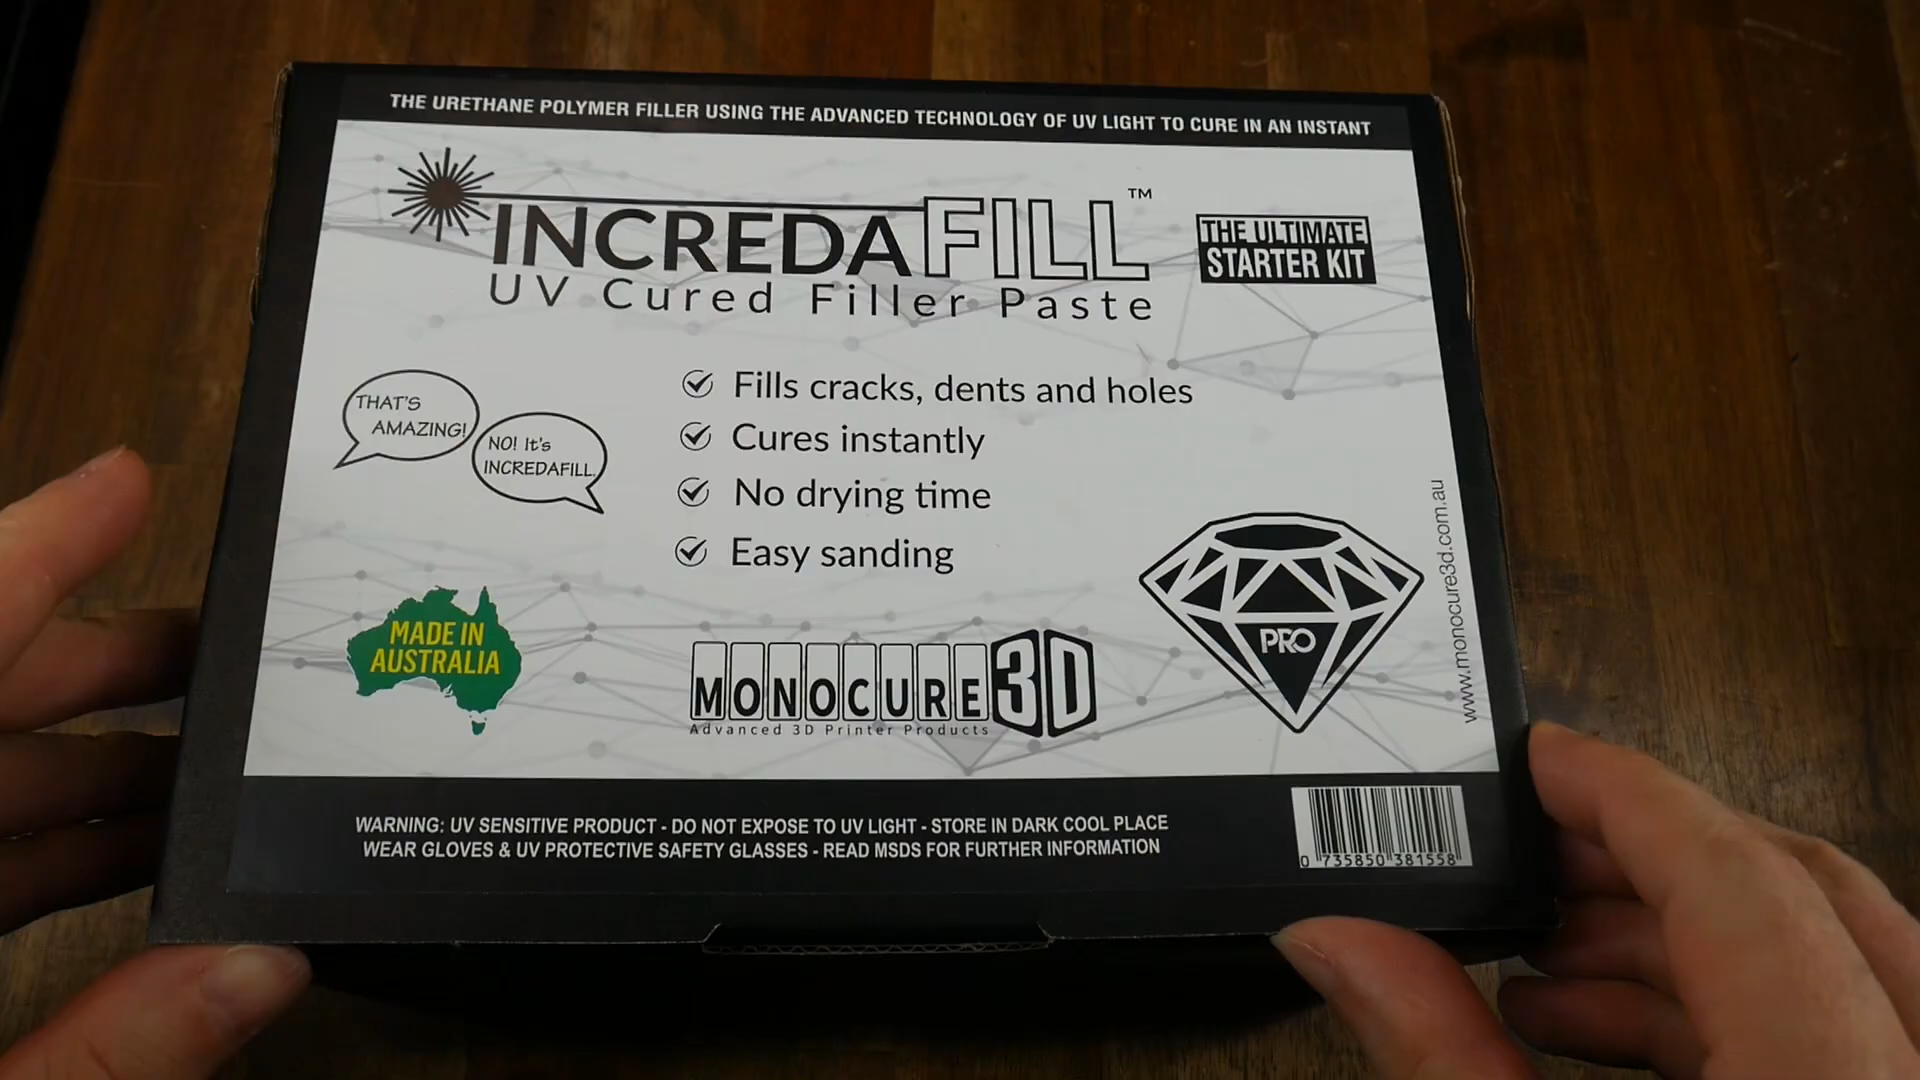 THE URETHANE POLYMER FILLER USING THE ADVANCED TECHNOLOGY OF UV LIGHT TO CURE IN AN INSTANT
INCREDAFILL™
UV Cured Filler Paste
THE ULTIMATE
STARTER KIT
THAT'S
AMAZING!
NO! It's
INCREDAFILL.
Fills cracks, dents and holes
Cures instantly
No drying time
Easy sanding
MADE IN
AUSTRALIA
MONOCURE3D
Advanced 3D Printer Products
PRO
www.monocure3d.com.au
WARNING: UV SENSITIVE PRODUCT - DO NOT EXPOSE TO UV LIGHT - STORE IN DARK COOL PLACE
WEAR GLOVES & UV PROTECTIVE SAFETY GLASSES - READ MSDS FOR FURTHER INFORMATION
0 735850 381558